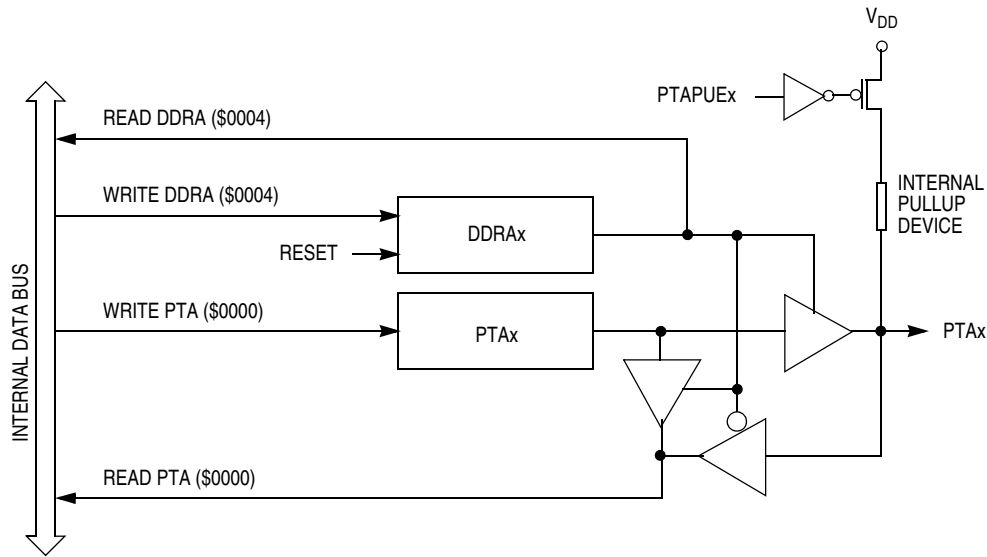 VDD
PTAPUEx
READ DDRA ($0004)
WRITE DDRA ($0004)
INTERNAL
PULLUP
DEVICE
DDRAx
RESET
WRITE PTA ($0000)
PTAx
PTAx
INTERNAL DATA BUS
READ PTA ($0000)